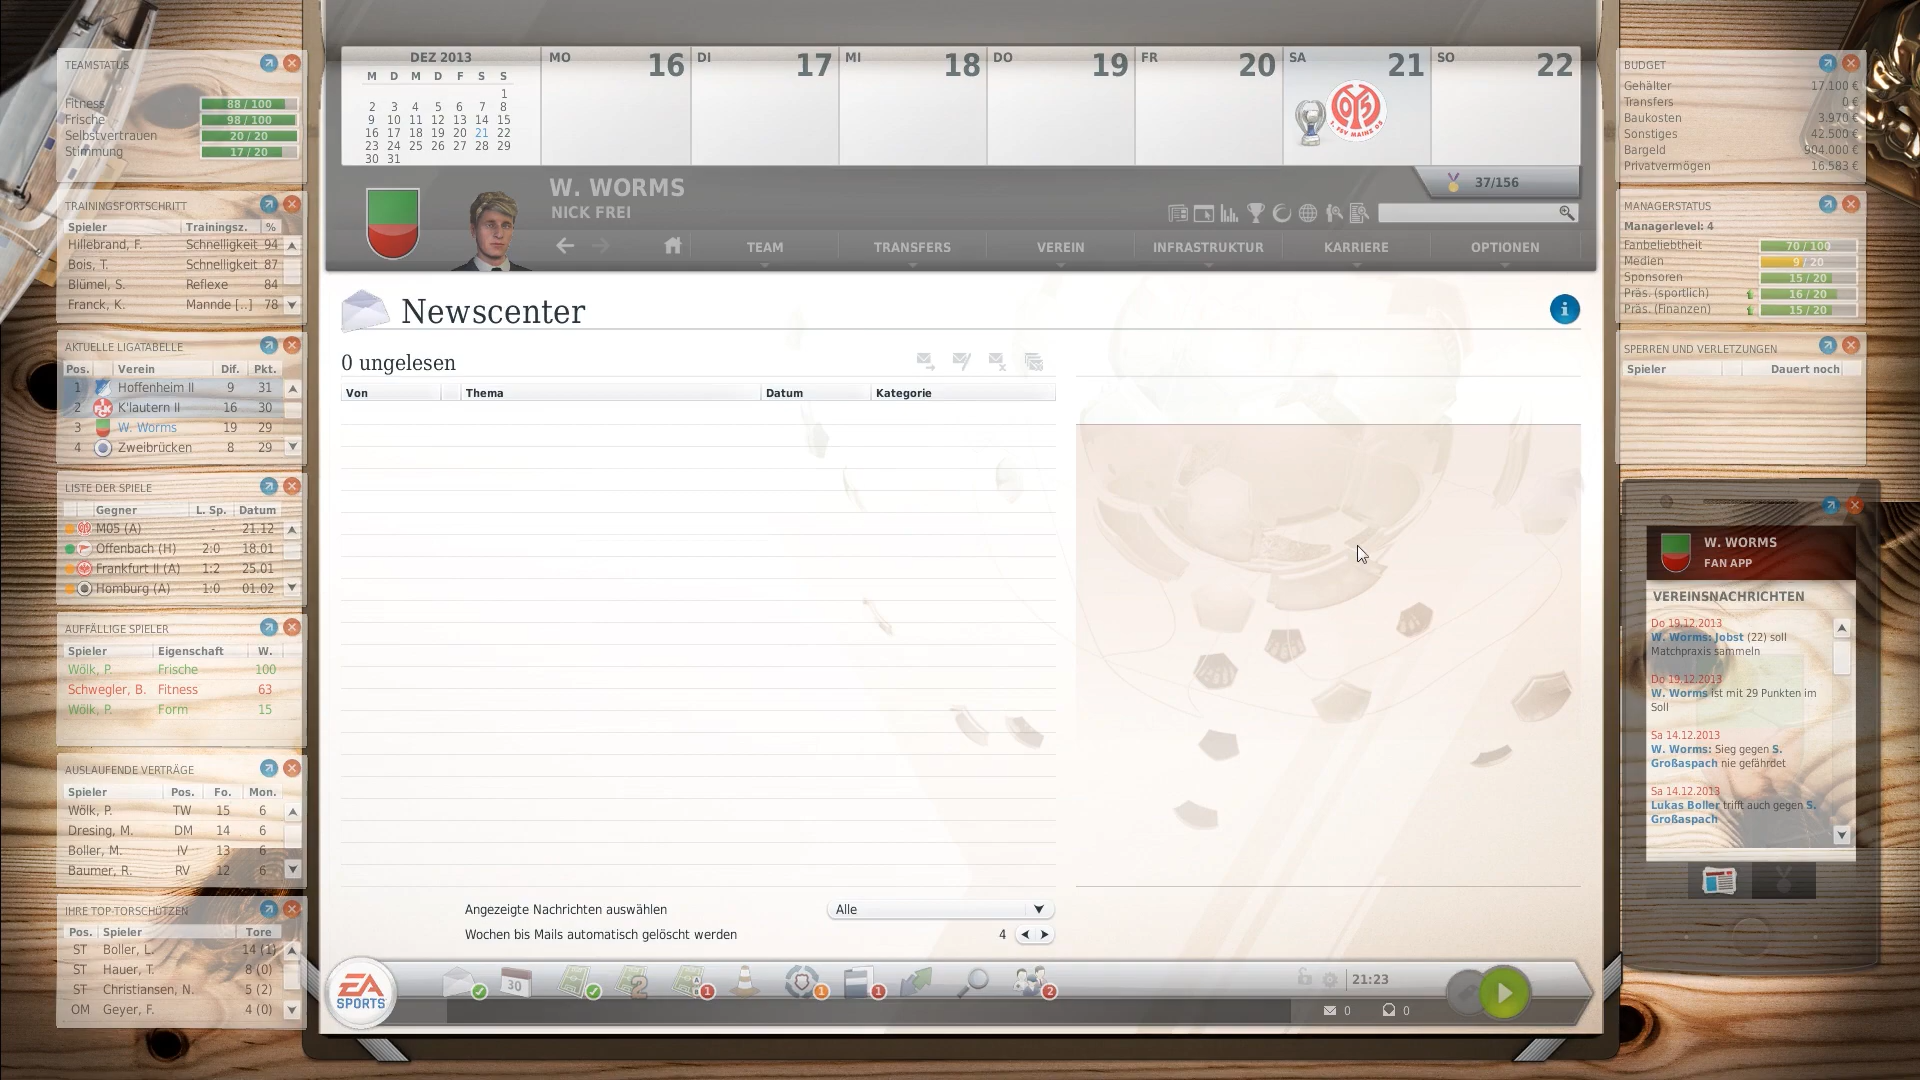 TEAMSTATUS
Fitness 88 / 100
Frische 98 / 100
Selbstvertrauen 20 / 20
Stimmung 17 / 20
TRAININGSFORTSCHRITT
Spieler Trainingsz. %
Hillebrand, F. Schnelligkeit 94
Bois, T. Schnelligkeit 87
Blümel, S. Reflexe 84
Franck, K. Mannde [..] 78
AKTUELLE LIGATABELLE
Pos. Verein Dif. Pkt.
1 Hoffenheim II 9 31
2 K'lautern II 16 30
3 W. Worms 19 29
4 Zweibrücken 8 29
LISTE DER SPIELE
Gegner L. Sp. Datum
M05 (A) - 21.12
Offenbach (H) 2:0 18.01
Frankfurt II (A) 1:2 25.01
Homburg (A) 1:0 01.02
AUFFÄLLIGE SPIELER
Spieler Eigenschaft W.
Wölk, P. Frische 100
Schwegler, B. Fitness 63
Wölk, P. Form 15
AUSLAUFENDE VERTRÄGE
Spieler Pos. Fo. Mon.
Wölk, P. TW 15 6
Dresing, M. DM 14 6
Boller, M. IV 13 6
Baumer, R. RV 12 6
IHRE TOP-TORSCHÜTZEN
Pos. Spieler Tore
ST Boller, L. 14 (1)
ST Hauer, T. 8 (0)
ST Christiansen, N. 5 (2)
OM Geyer, F. 4 (0)
DEZ 2013
M D M D F S S
1
2 3 4 5 6 7 8
9 10 11 12 13 14 15
16 17 18 19 20 21 22
23 24 25 26 27 28 29
30 31
MO 16 DI 17 MI 18 DO 19 FR 20 SA 21 SO 22
1. FSV MAINZ 05
37/156
W. WORMS
NICK FREI
TEAM TRANSFERS VEREIN INFRASTRUKTUR KARRIERE OPTIONEN
Newscenter
i
0 ungelesen
Von Thema Datum Kategorie
Angezeigte Nachrichten auswählen Alle
Wochen bis Mails automatisch gelöscht werden 4
EA SPORTS
30 2 A B 1 1 1 2
21:23
0 0
BUDGET
Gehälter 17.100 €
Transfers 0 €
Baukosten 3.970 €
Sonstiges 42.500 €
Bargeld 904.000 €
Privatvermögen 16.583 €
MANAGERSTATUS
Managerlevel: 4
Fanbeliebtheit 70 / 100
Medien 9 / 20
Sponsoren 15 / 20
Präs. (sportlich) 16 / 20
Präs. (Finanzen) 15 / 20
SPERREN UND VERLETZUNGEN
Spieler Dauert noch
W. WORMS
FAN APP
VEREINSNACHRICHTEN
Do 19.12.2013
W. Worms: Jobst (22) soll
Matchpraxis sammeln
Do 19.12.2013
W. Worms ist mit 29 Punkten im
Soll
Sa 14.12.2013
W. Worms: Sieg gegen S.
Großaspach nie gefährdet
Sa 14.12.2013
Lukas Boller trifft auch gegen S.
Großaspach